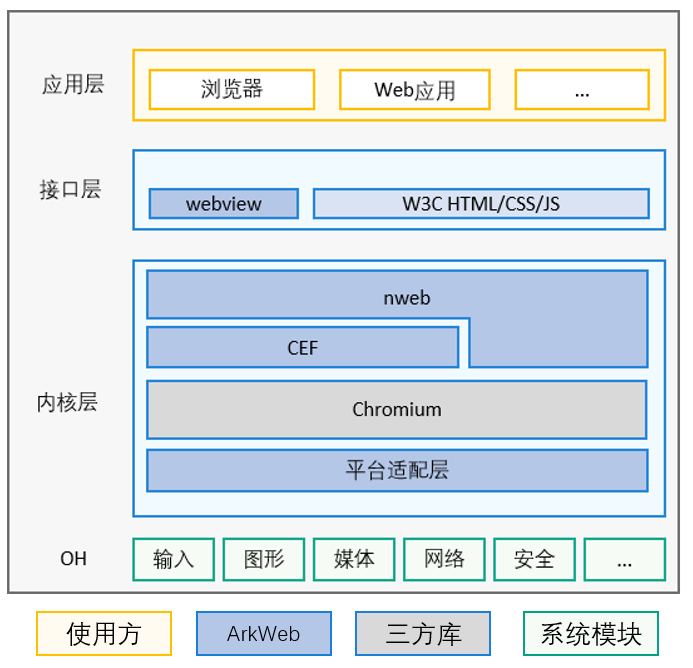 应用层
浏览器
Web应用
...
接口层
webview
W3C HTML/CSS/JS
内核层
nweb
CEF
Chromium
平台适配层
OH
输入
图形
媒体
网络
安全
...
使用方
ArkWeb
三方库
系统模块